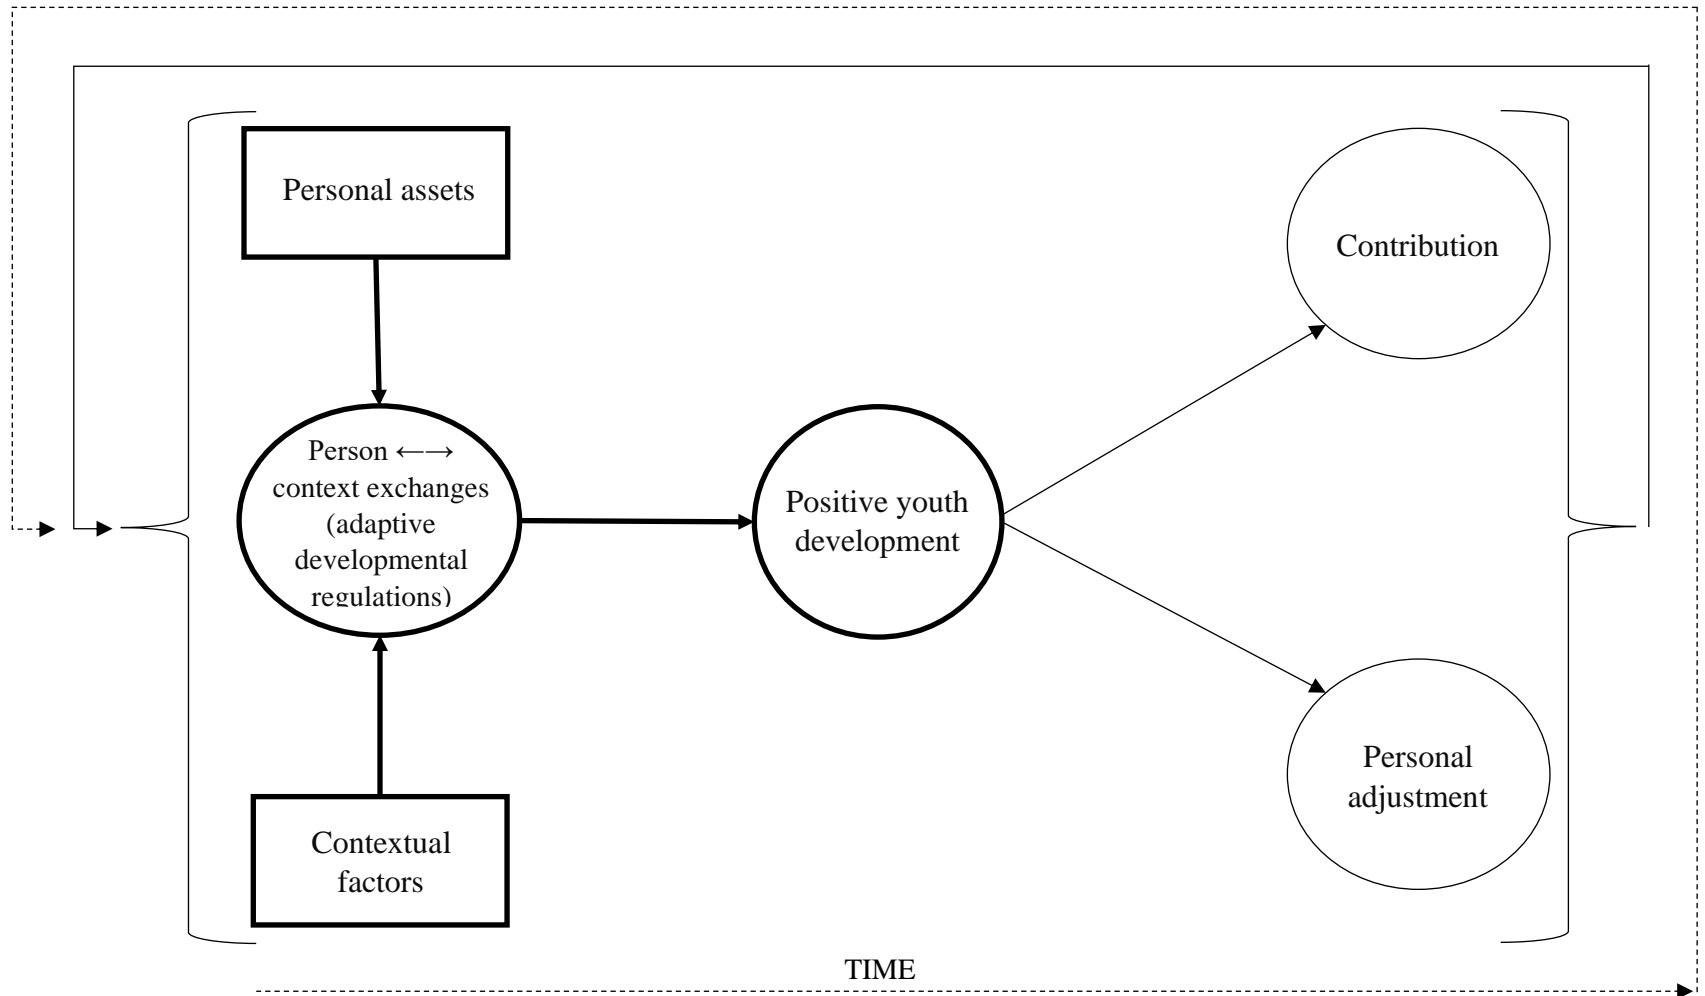 Personal assets
Contribution
Person ←→
context exchanges
(adaptive
developmental
regulations)
Positive youth
development
Personal
adjustment
Contextual
factors
TIME